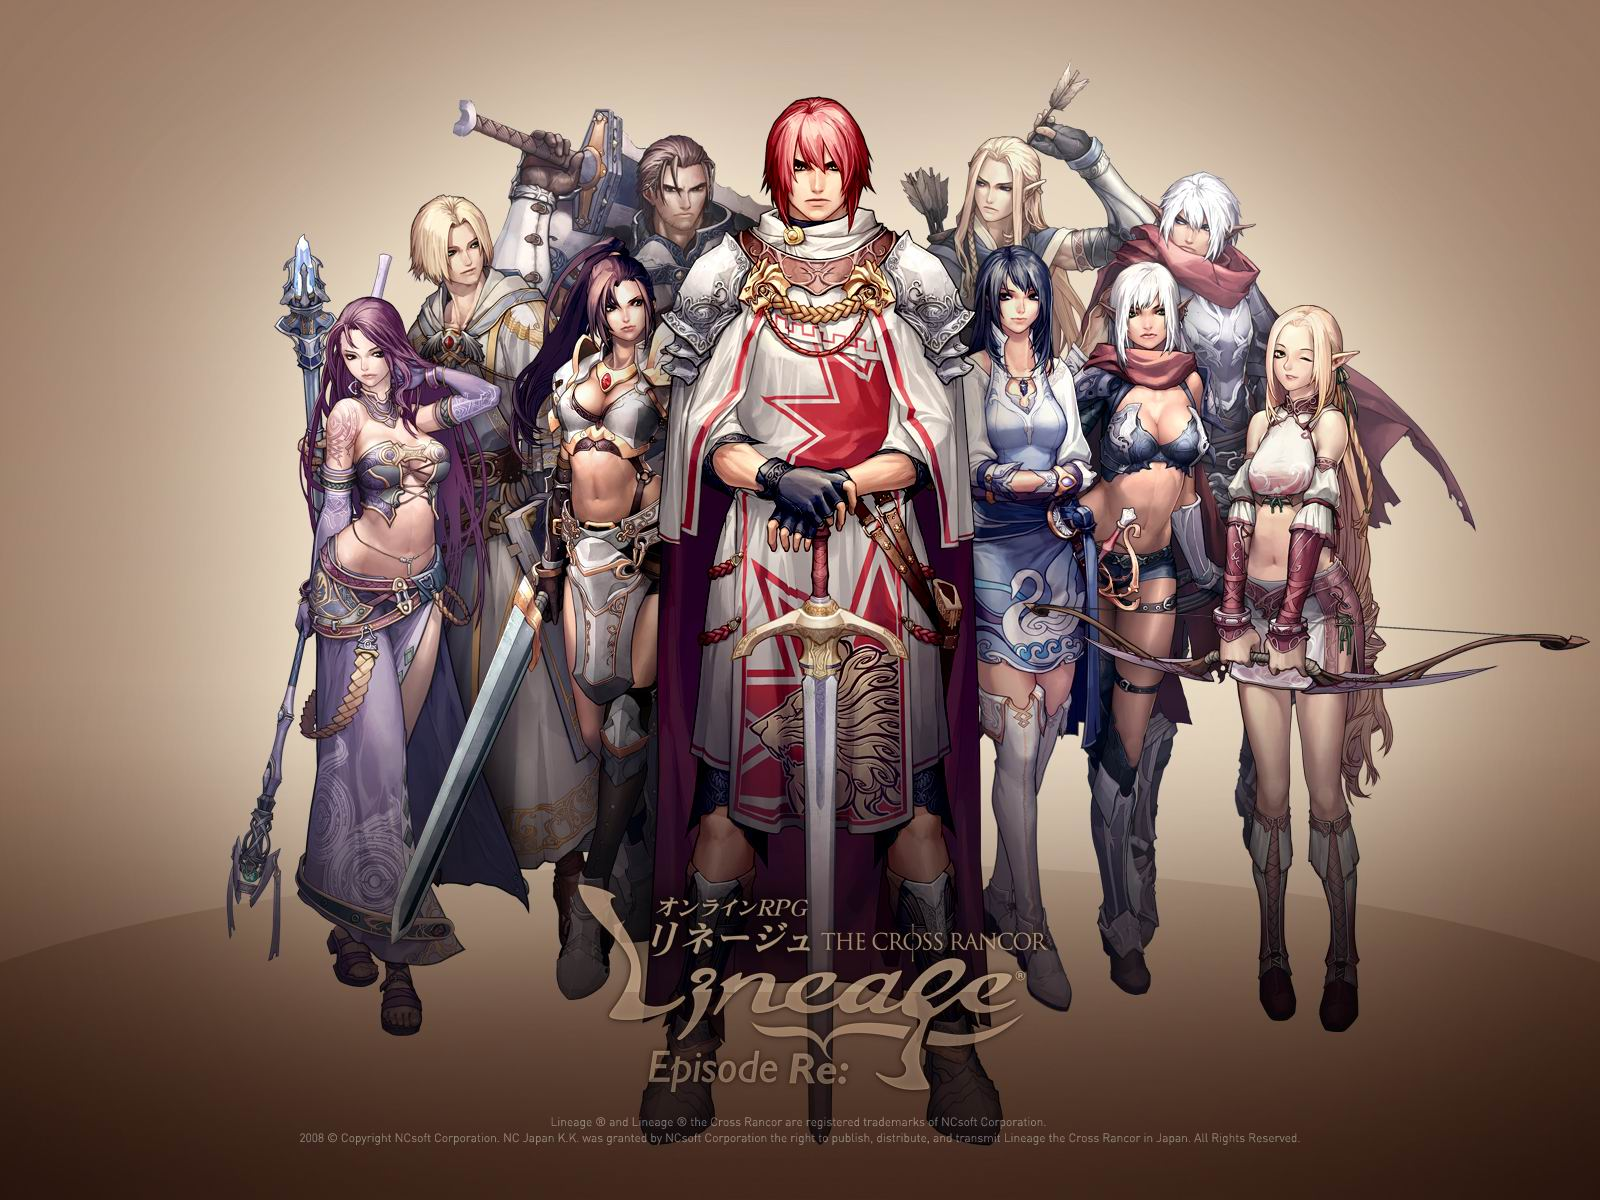 オンラインRPG
リネージュ THE CROSS RANCOR
Lineage®
Episode Re:
Lineage ® and Lineage ® the Cross Rancor are registered trademarks of NCsoft Corporation.
2008 © Copyright NCsoft Corporation. NC Japan K.K. was granted by NCsoft Corporation the right to publish, distribute, and transmit Lineage the Cross Rancor in Japan. All Rights Reserved.